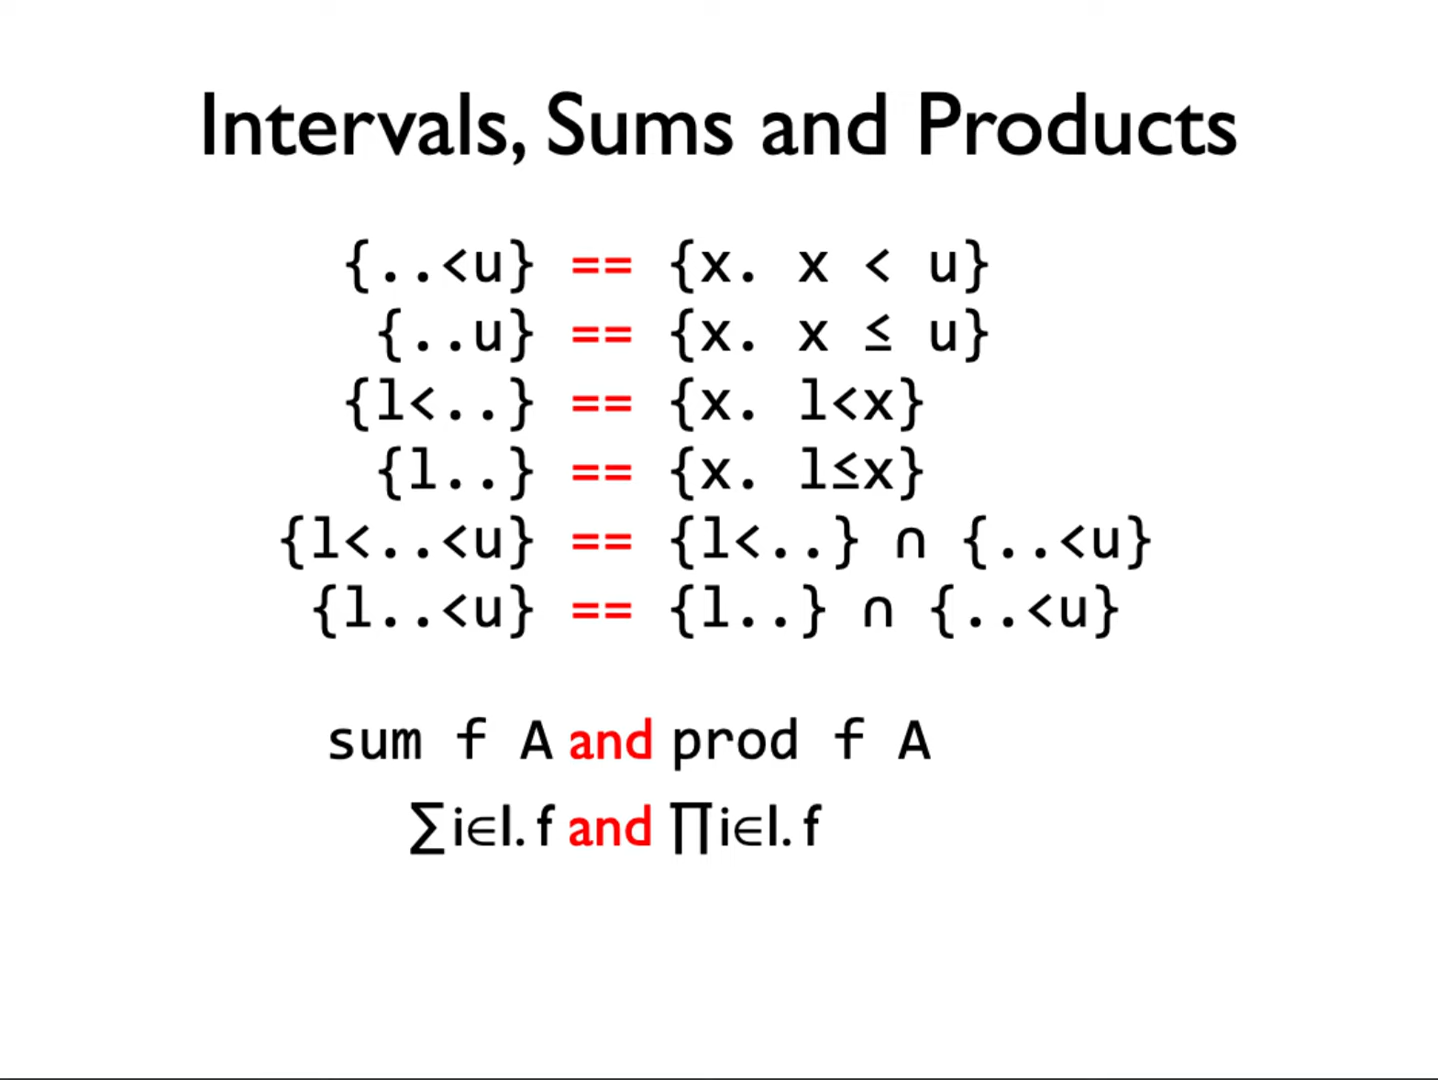 Intervals, Sums and Products
{..<u} == {x. x < u}
{..u} == {x. x ≤ u}
{l<..} == {x. l<x}
{l..} == {x. l≤x}
{l<..<u} == {l<..} ∩ {..<u}
{l..<u} == {l..} ∩ {..<u}
sum f A and prod f A
∑i∈I. f and ∏i∈I. f